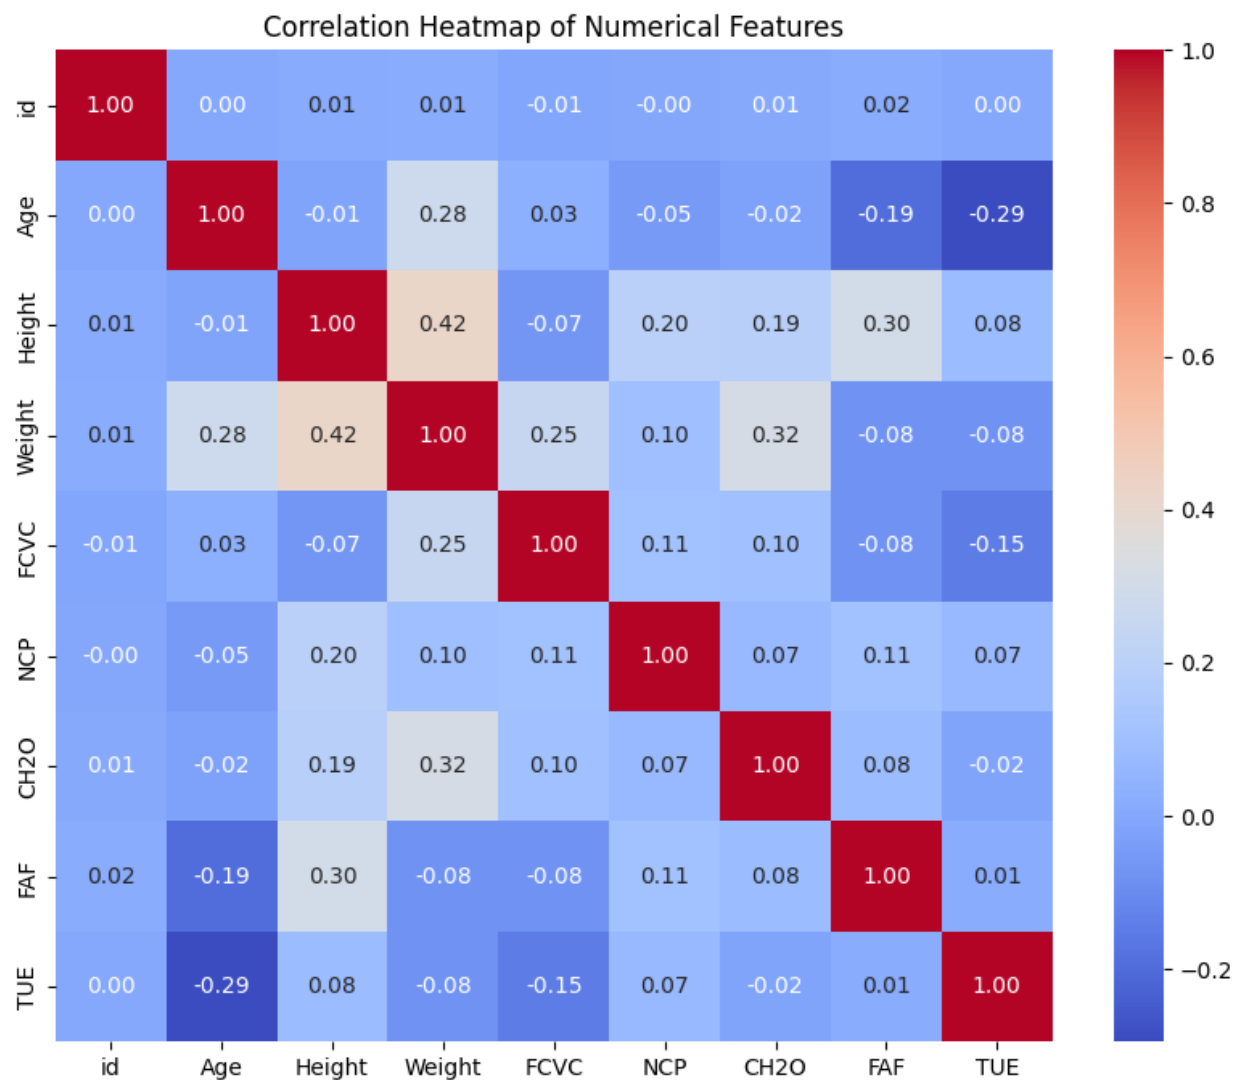 Correlation Heatmap of Numerical Features
id 1.00 0.00 0.01 0.01 -0.01 -0.00 0.01 0.02 0.00
Age 0.00 1.00 -0.01 0.28 0.03 -0.05 -0.02 -0.19 -0.29
Height 0.01 -0.01 1.00 0.42 -0.07 0.20 0.19 0.30 0.08
Weight 0.01 0.28 0.42 1.00 0.25 0.10 0.32 -0.08 -0.08
FCVC -0.01 0.03 -0.07 0.25 1.00 0.11 0.10 -0.08 -0.15
NCP -0.00 -0.05 0.20 0.10 0.11 1.00 0.07 0.11 0.07
CH2O 0.01 -0.02 0.19 0.32 0.10 0.07 1.00 0.08 -0.02
FAF 0.02 -0.19 0.30 -0.08 -0.08 0.11 0.08 1.00 0.01
TUE 0.00 -0.29 0.08 -0.08 -0.15 0.07 -0.02 0.01 1.00
id Age Height Weight FCVC NCP CH2O FAF TUE
1.0
0.8
0.6
0.4
0.2
0.0
−0.2